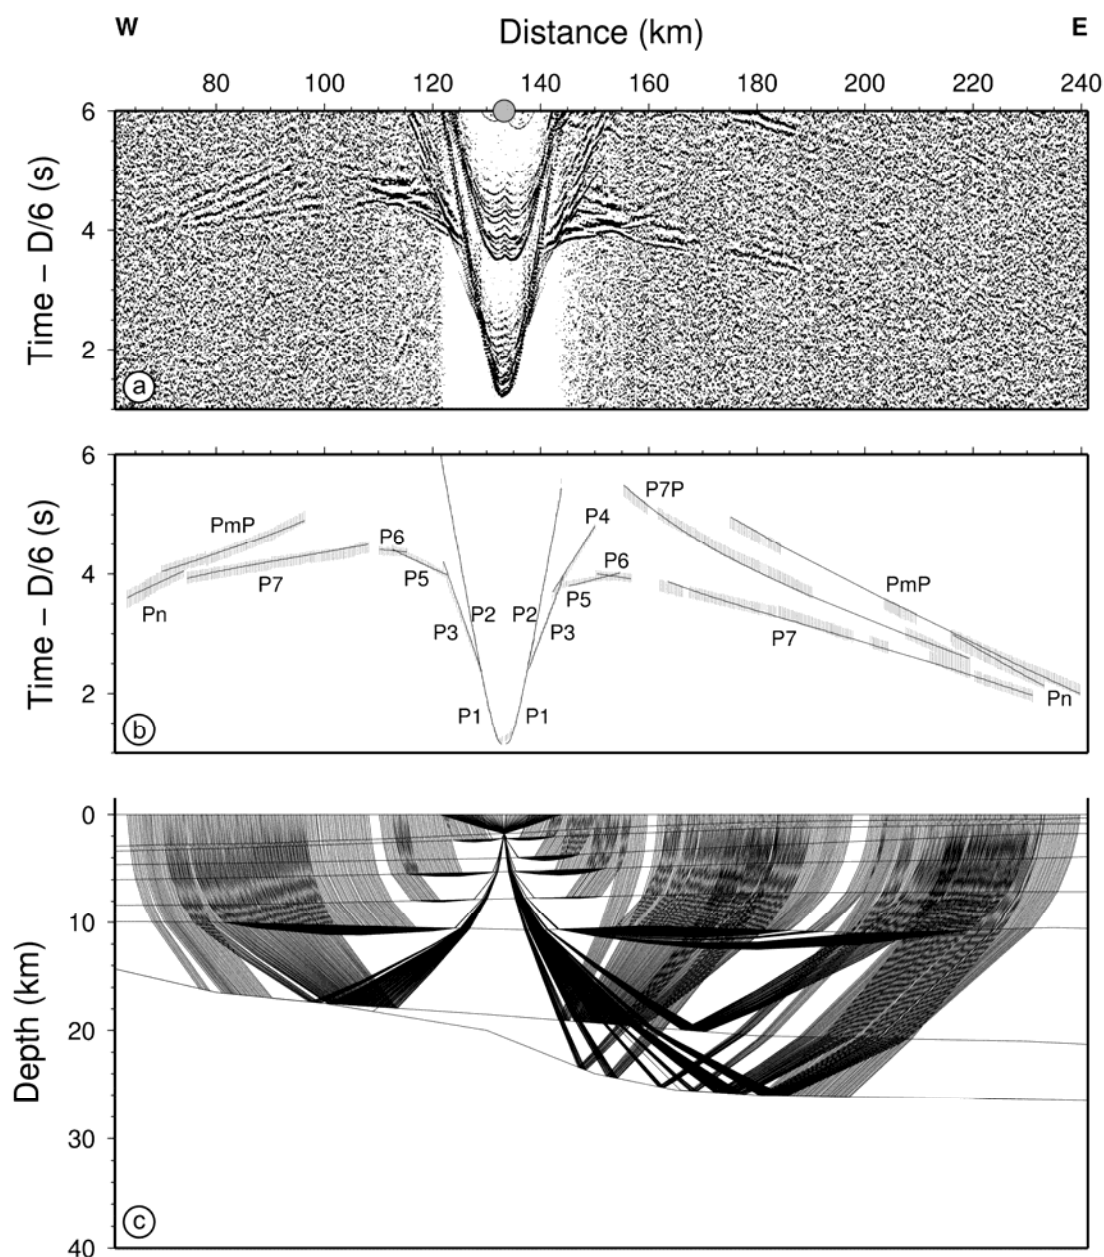 W Distance (km) E
80 100 120 140 160 180 200 220 240
6
4
2
Time – D/6 (s)
a
6
4
2
Time – D/6 (s)
PmP P7 Pn P6 P5 P3 P2 P1
P2 P1 P3 P4 P5 P6 P7P P7 PmP Pn
b
0
10
20
30
40
Depth (km)
c